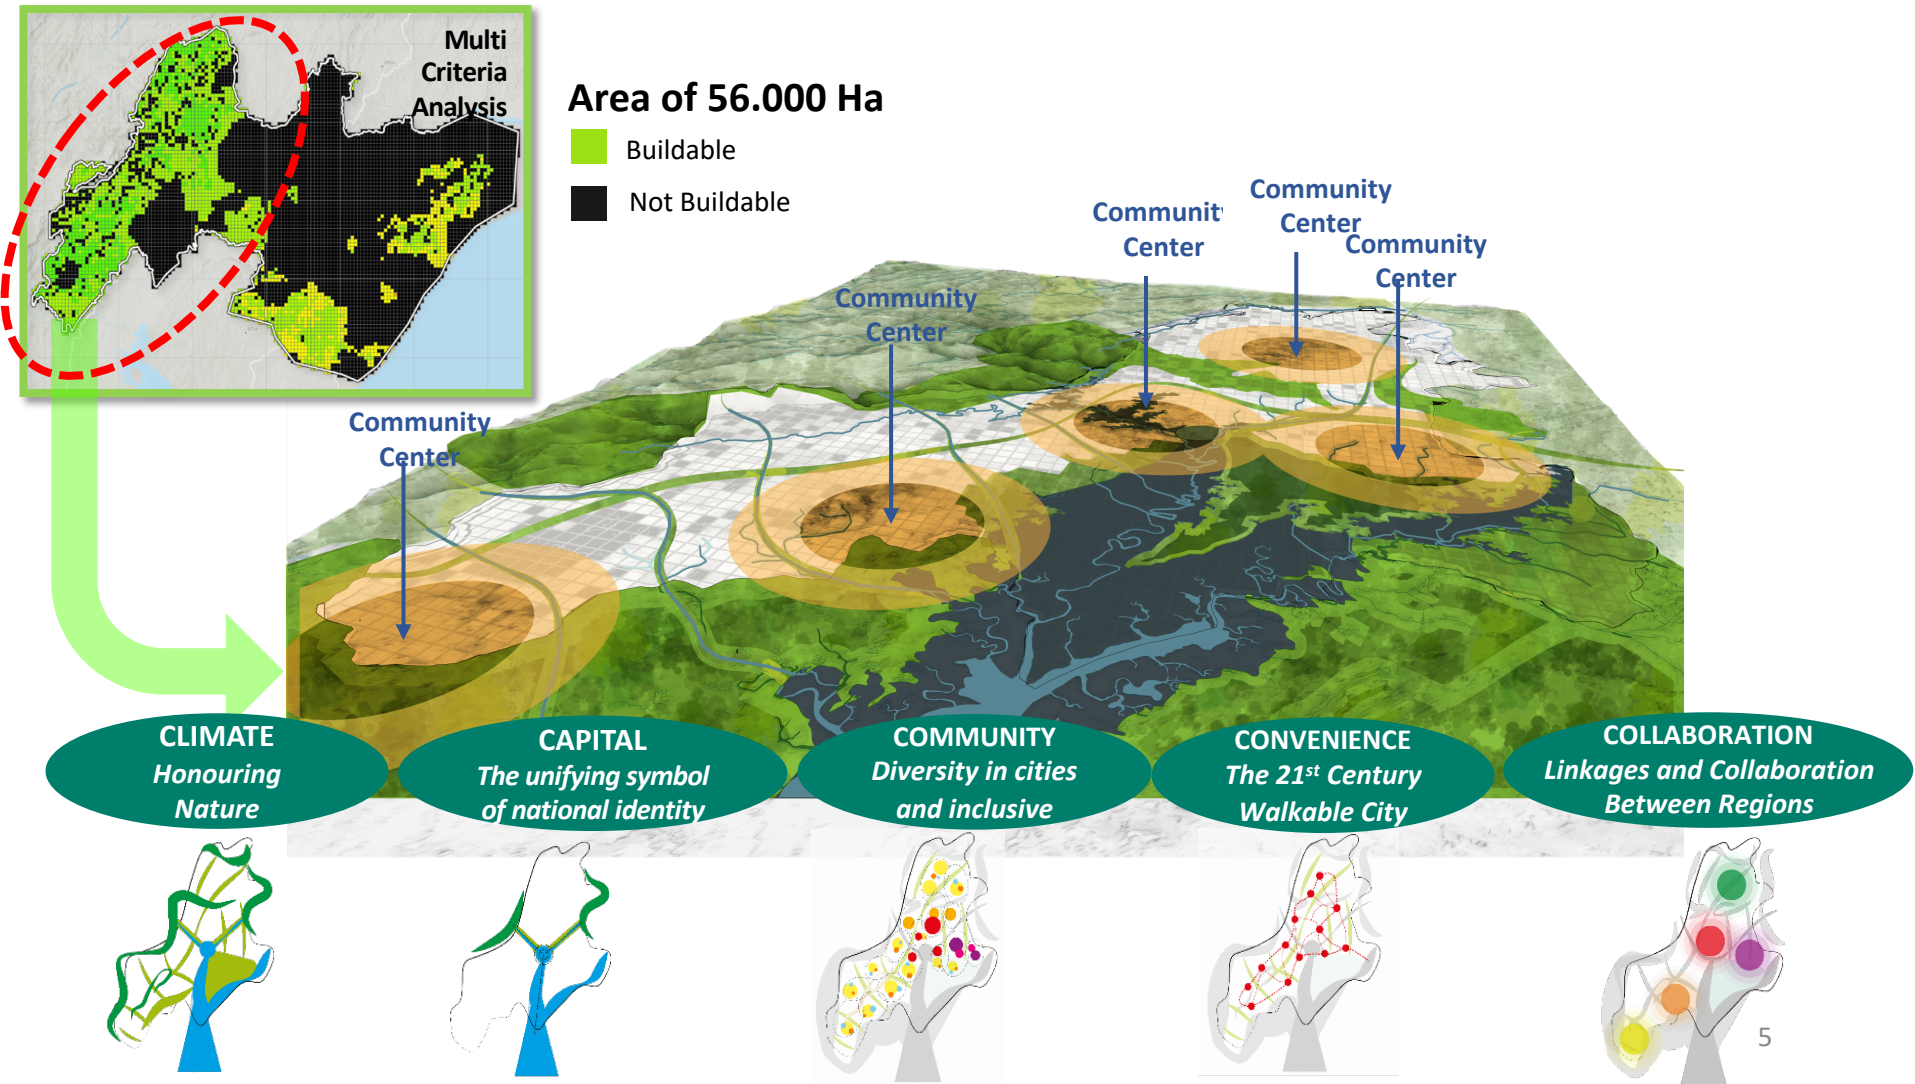 Multi
Criteria
Analysis
Area of 56.000 Ha
Buildable
Not Buildable
Community
Center
Communit
Center
Community
Center
Community
Center
Community
Center
CLIMATE
Honouring
Nature
CAPITAL
The unifying symbol
of national identity
COMMUNITY
Diversity in cities
and inclusive
CONVENIENCE
The 21st Century
Walkable City
COLLABORATION
Linkages and Collaboration
Between Regions
5